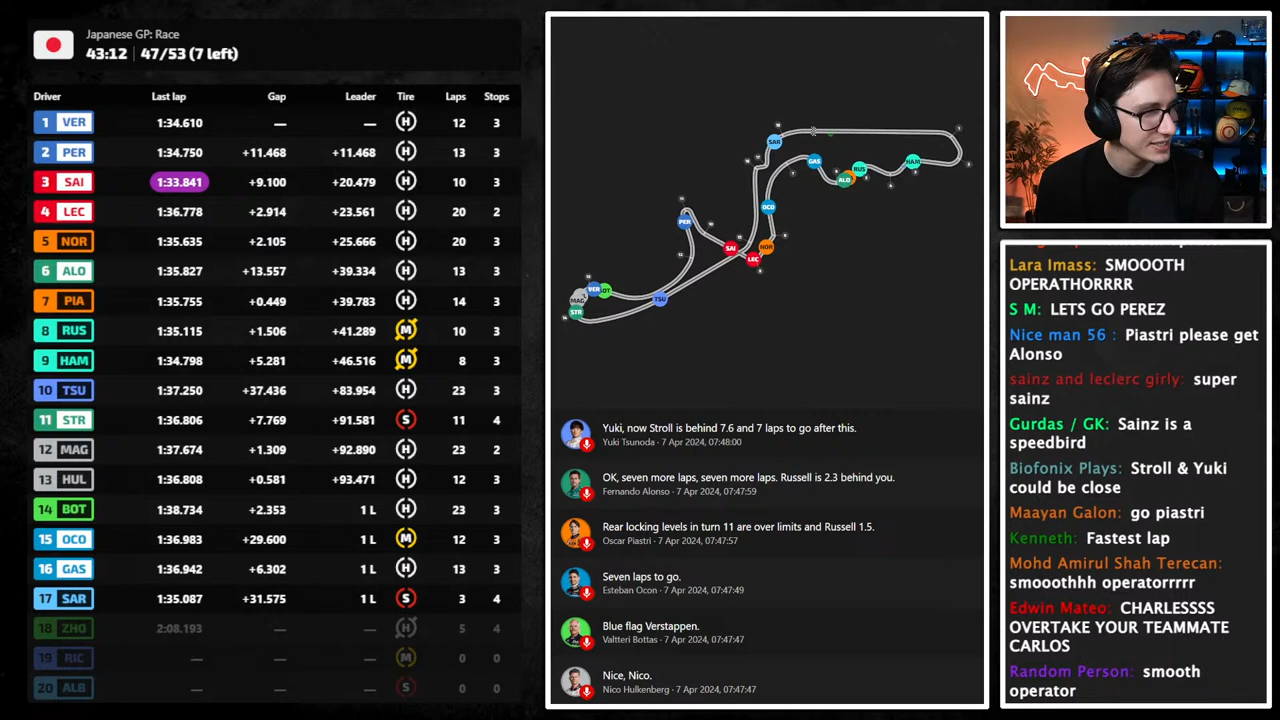 Japanese GP: Race
43:12 47/53 (7 left)
Driver Last lap Gap Leader Tire Laps Stops
1 VER 1:34.610 — — H 12 3
2 PER 1:34.750 +11.468 +11.468 H 13 3
3 SAI 1:33.841 +9.100 +20.479 H 10 3
4 LEC 1:36.778 +2.914 +23.561 H 20 2
5 NOR 1:35.635 +2.105 +25.666 H 20 3
6 ALO 1:35.827 +13.557 +39.334 H 13 3
7 PIA 1:35.755 +0.449 +39.783 H 14 3
8 RUS 1:35.115 +1.506 +41.289 M 10 3
9 HAM 1:34.798 +5.281 +46.516 M 8 3
10 TSU 1:37.250 +37.436 +83.954 H 23 3
11 STR 1:36.806 +7.769 +91.581 S 11 4
12 MAG 1:37.674 +1.309 +92.890 H 23 2
13 HUL 1:36.808 +0.581 +93.471 H 12 3
14 BOT 1:38.734 +2.353 1 L H 23 3
15 OCO 1:36.983 +29.600 1 L M 12 3
16 GAS 1:36.942 +6.302 1 L H 13 3
17 SAR 1:35.087 +31.575 1 L S 3 4
18 ZHO 2:08.193 — — H 5 4
19 RIC — — — M 0 0
20 ALB — — — S 0 0
SAR
GAS
RUS
HAM
ALO
OCO
PER
SAI
NOR
LEC
VER
OT
MAG
TSU
STR
Yuki, now Stroll is behind 7.6 and 7 laps to go after this.
Yuki Tsunoda · 7 Apr 2024, 07:48:00
OK, seven more laps, seven more laps. Russell is 2.3 behind you.
Fernando Alonso · 7 Apr 2024, 07:47:59
Rear locking levels in turn 11 are over limits and Russell 1.5.
Oscar Piastri · 7 Apr 2024, 07:47:57
Seven laps to go.
Esteban Ocon · 7 Apr 2024, 07:47:49
Blue flag Verstappen.
Valtteri Bottas · 7 Apr 2024, 07:47:47
Nice, Nico.
Nico Hulkenberg · 7 Apr 2024, 07:47:47
Lara Imass: SMOOOTH
OPERATHORRRR
S M: LETS GO PEREZ
Nice man 56 : Piastri please get
Alonso
sainz and leclerc girly: super
sainz
Gurdas / GK: Sainz is a
speedbird
Biofonix Plays: Stroll & Yuki
could be close
Maayan Galon: go piastri
Kenneth: Fastest lap
Mohd Amirul Shah Terecan:
smooothhh operatorrrrr
Edwin Mateo: CHARLESSSS
OVERTAKE YOUR TEAMMATE
CARLOS
Random Person: smooth
operator